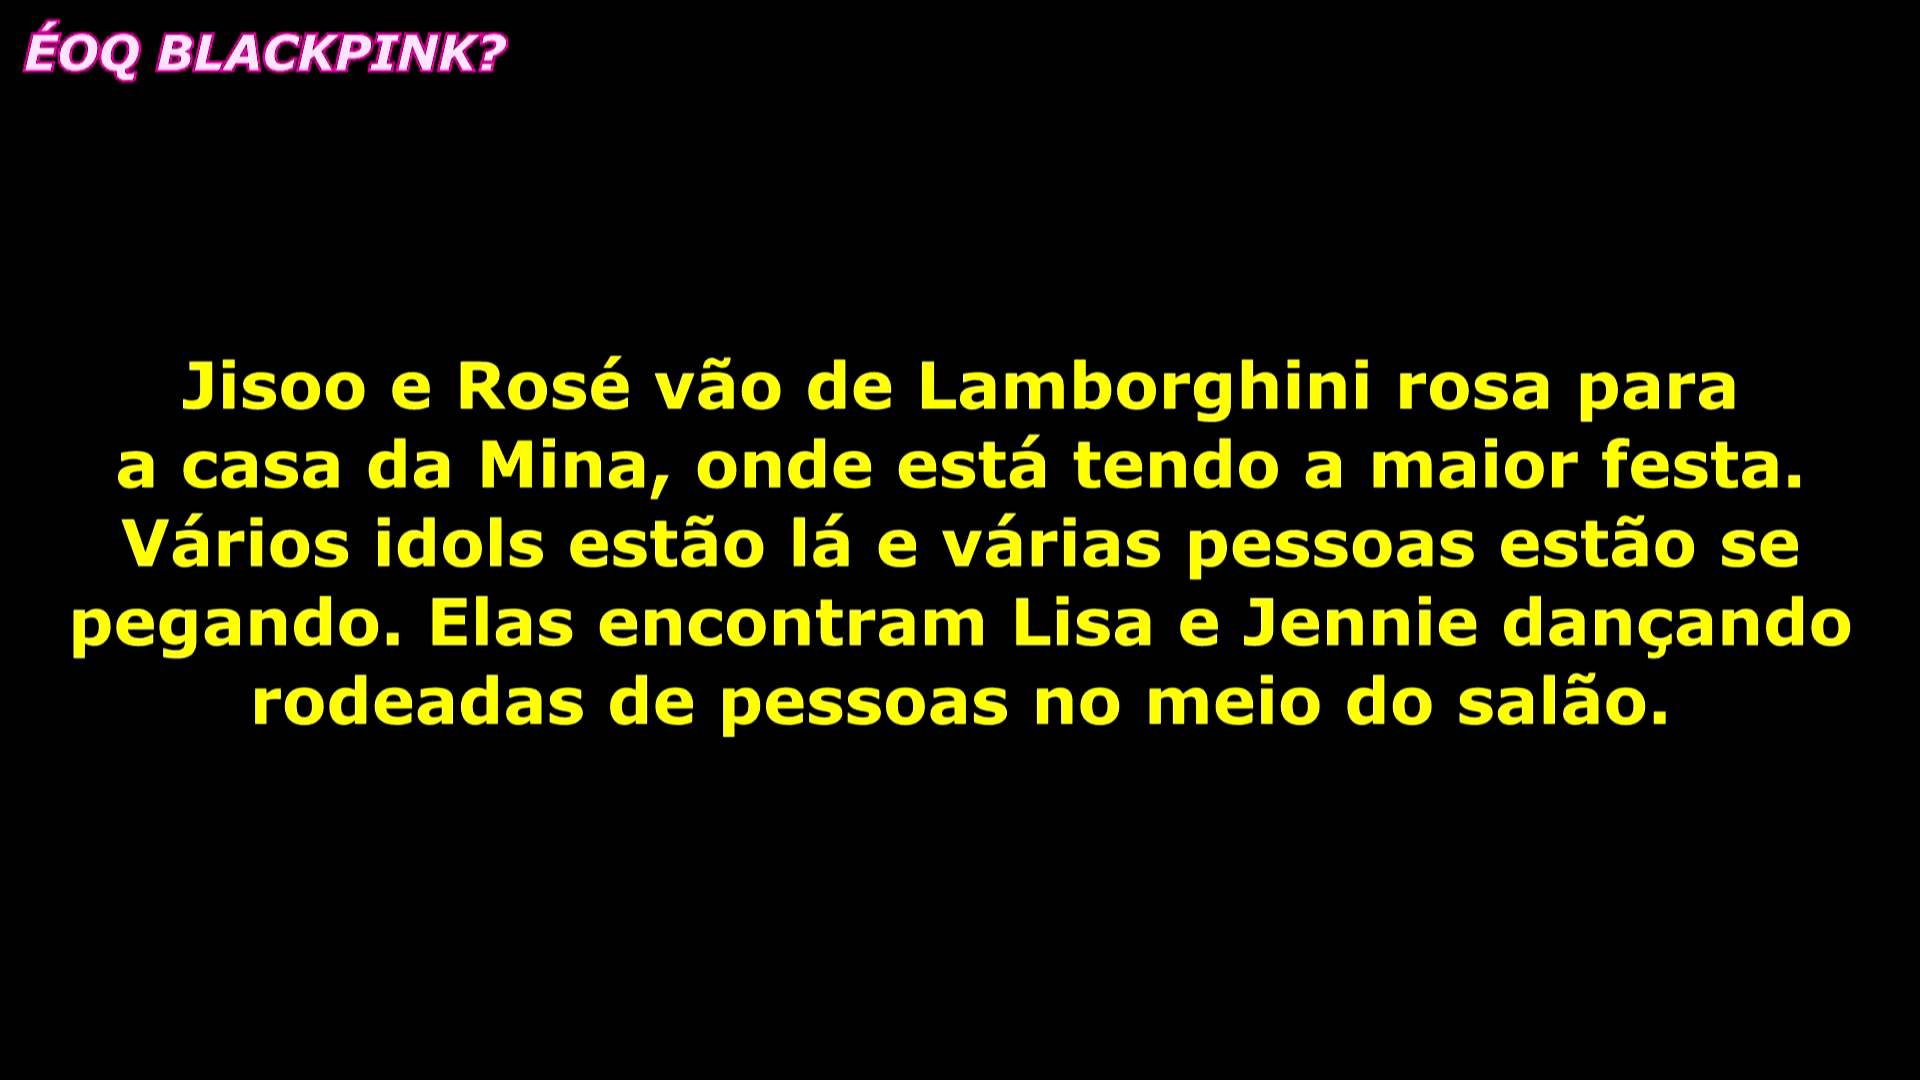 ÉOQ BLACKPINK?
Jisoo e Rosé vão de Lamborghini rosa para
a casa da Mina, onde está tendo a maior festa.
Vários idols estão lá e várias pessoas estão se
pegando. Elas encontram Lisa e Jennie dançando
rodeadas de pessoas no meio do salão.